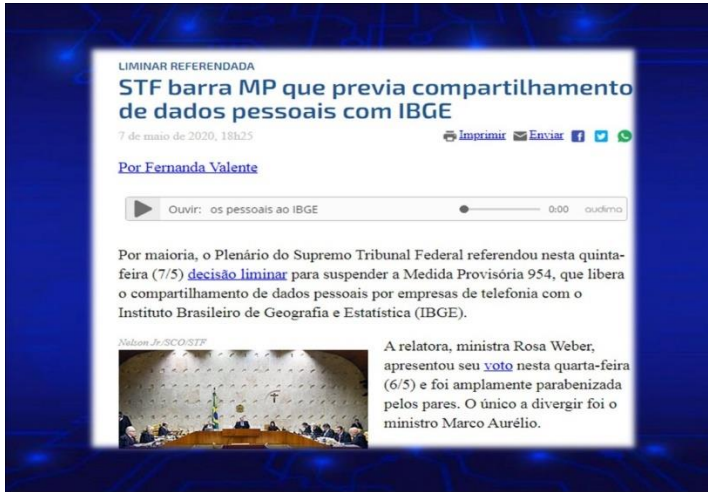 LIMINAR REFERENDADA
STF barra MP que previa compartilhamento
de dados pessoais com IBGE
7 de maio de 2020, 18h25
Imprimir Enviar
Por Fernanda Valente
Ouvir: os pessoais ao IBGE 0:00 audima
Por maioria, o Plenário do Supremo Tribunal Federal referendou nesta quinta-
feira (7/5) decisão liminar para suspender a Medida Provisória 954, que libera
o compartilhamento de dados pessoais por empresas de telefonia com o
Instituto Brasileiro de Geografia e Estatística (IBGE).
Nelson Jr./SCO/STF
A relatora, ministra Rosa Weber,
apresentou seu voto nesta quarta-feira
(6/5) e foi amplamente parabenizada
pelos pares. O único a divergir foi o
ministro Marco Aurélio.